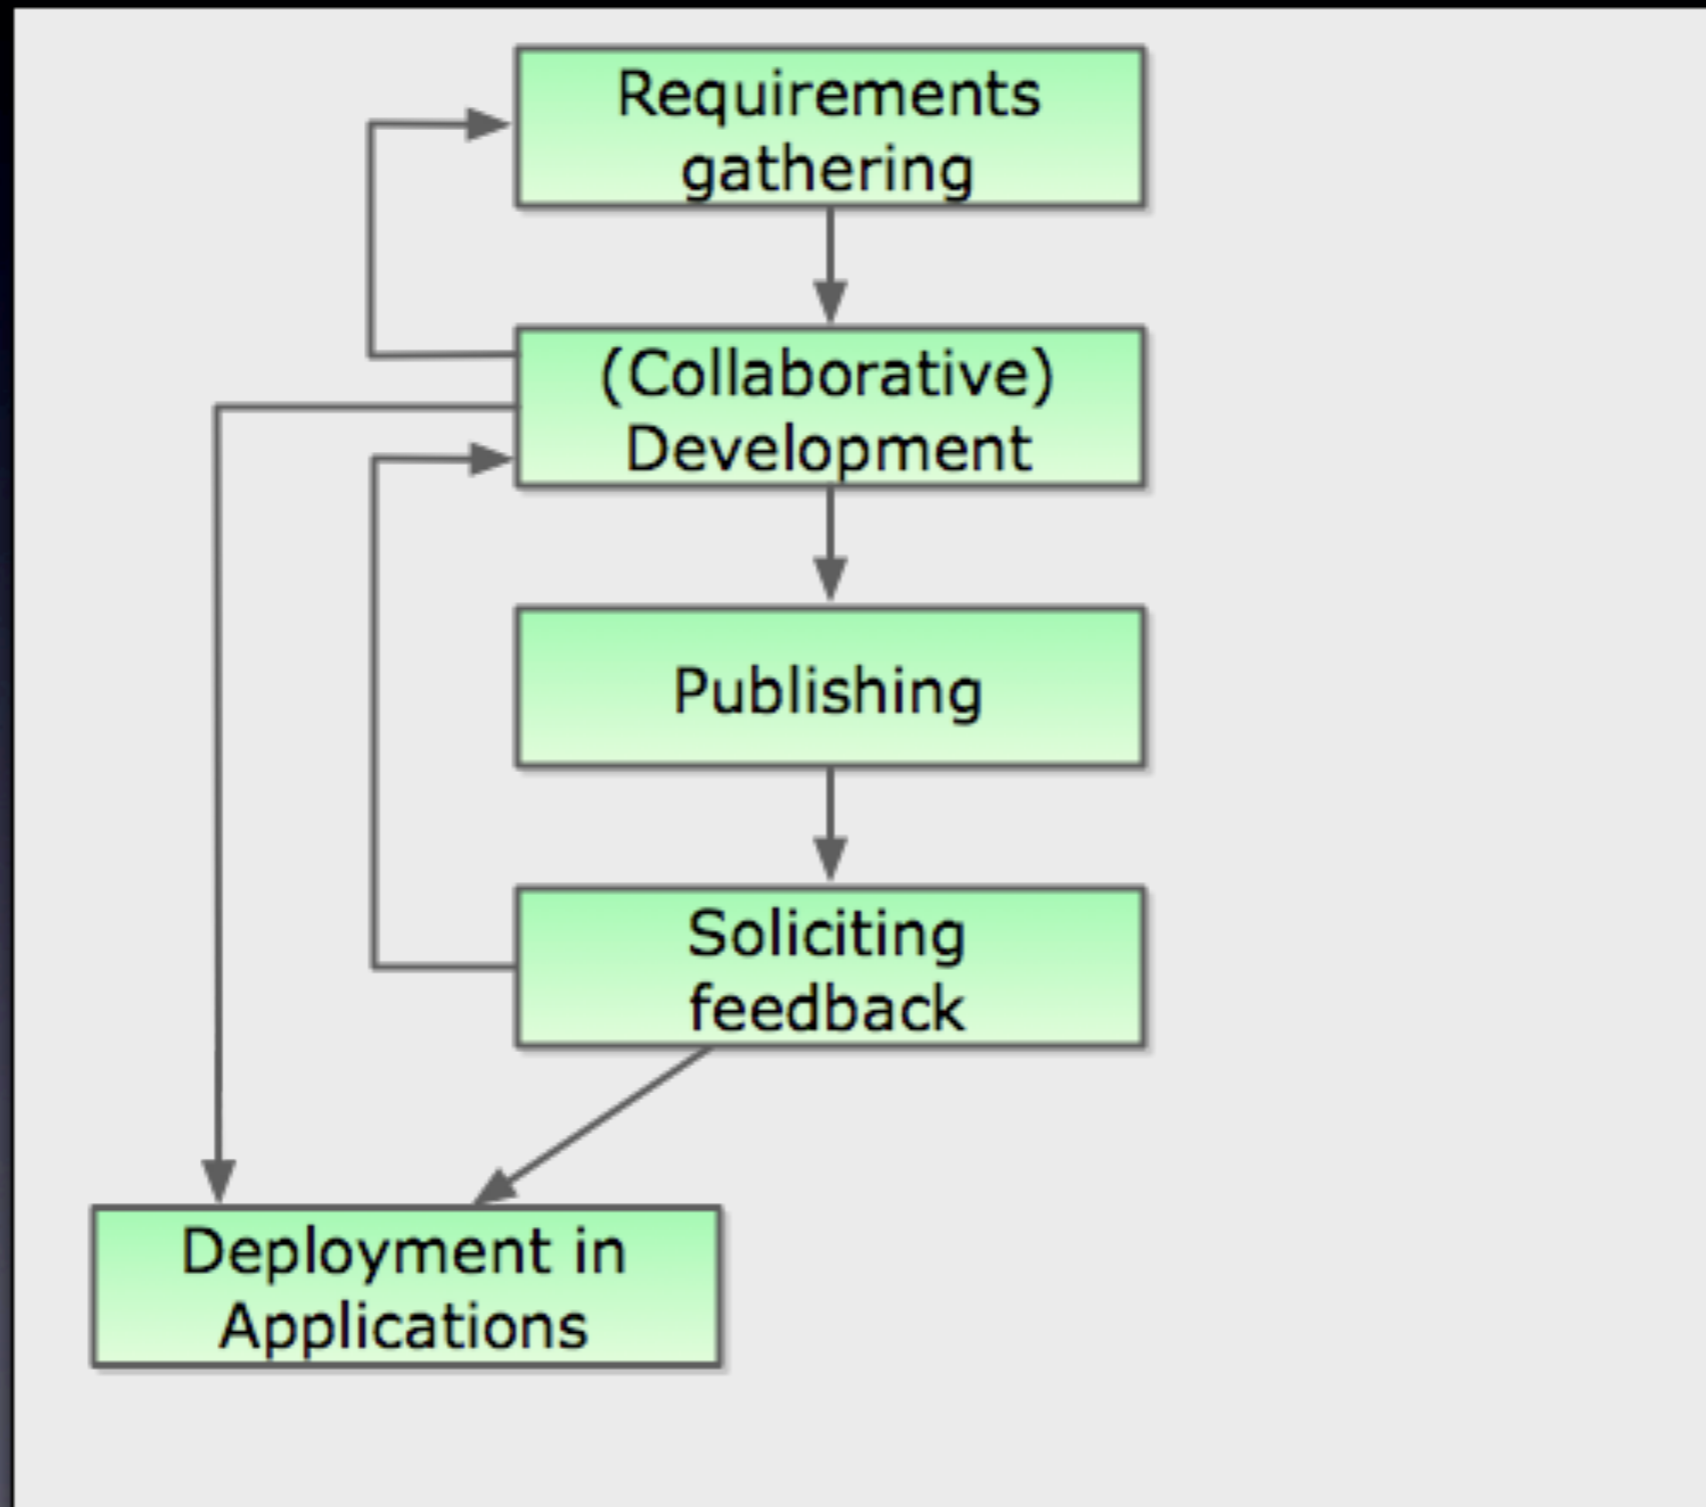 Requirements
gathering
(Collaborative)
Development
Publishing
Soliciting
feedback
Deployment in
Applications